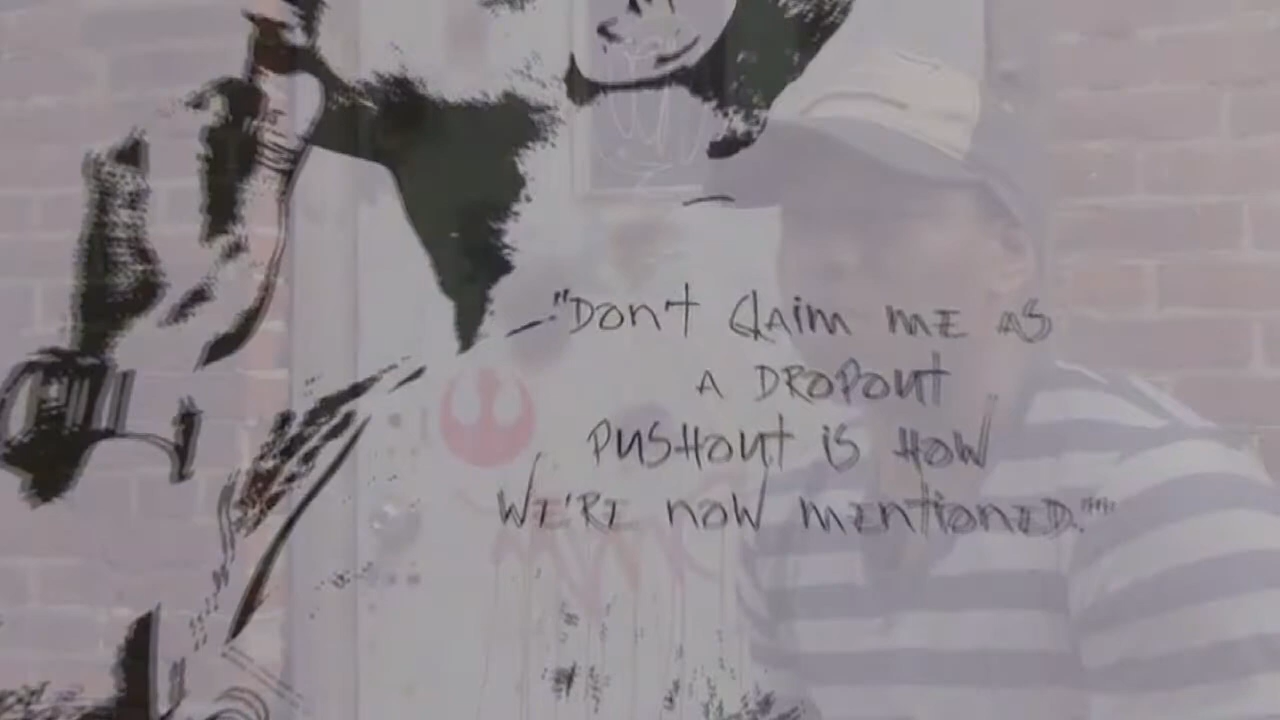 "Don't claim me as
a dropout
pushout is how
we're now mentioned."